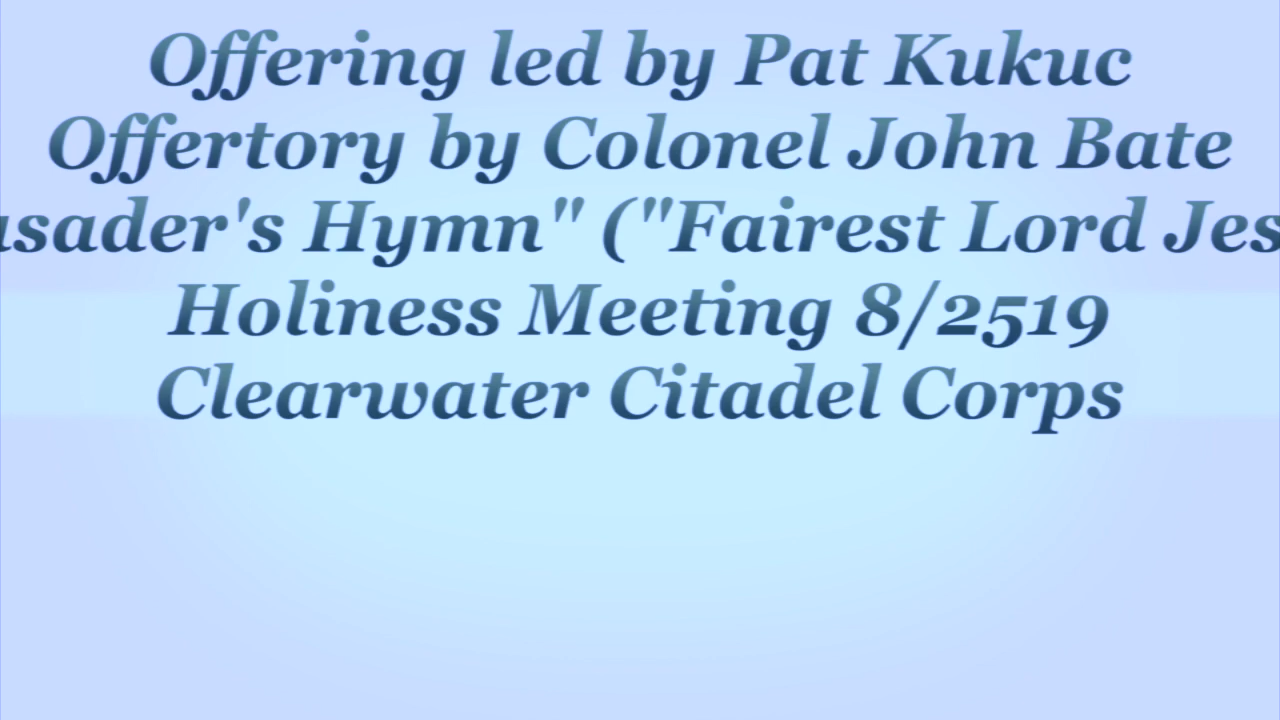 Offering led by Pat Kukuc
Offertory by Colonel John Bate
usader's Hymn" ("Fairest Lord Jes
Holiness Meeting 8/2519
Clearwater Citadel Corps